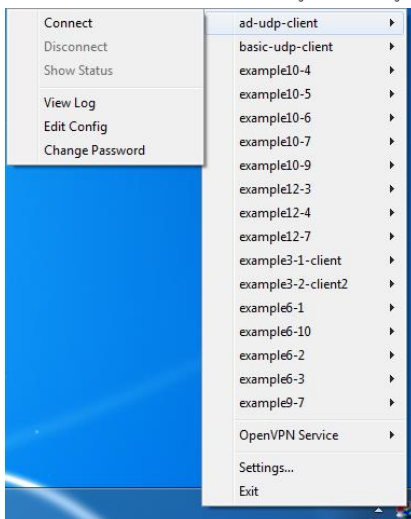 Connect
Disconnect
Show Status
View Log
Edit Config
Change Password
ad-udp-client
basic-udp-client
example10-4
example10-5
example10-6
example10-7
example10-9
example12-3
example12-4
example12-7
example3-1-client
example3-2-client2
example6-1
example6-10
example6-2
example6-3
example9-7
OpenVPN Service
Settings...
Exit